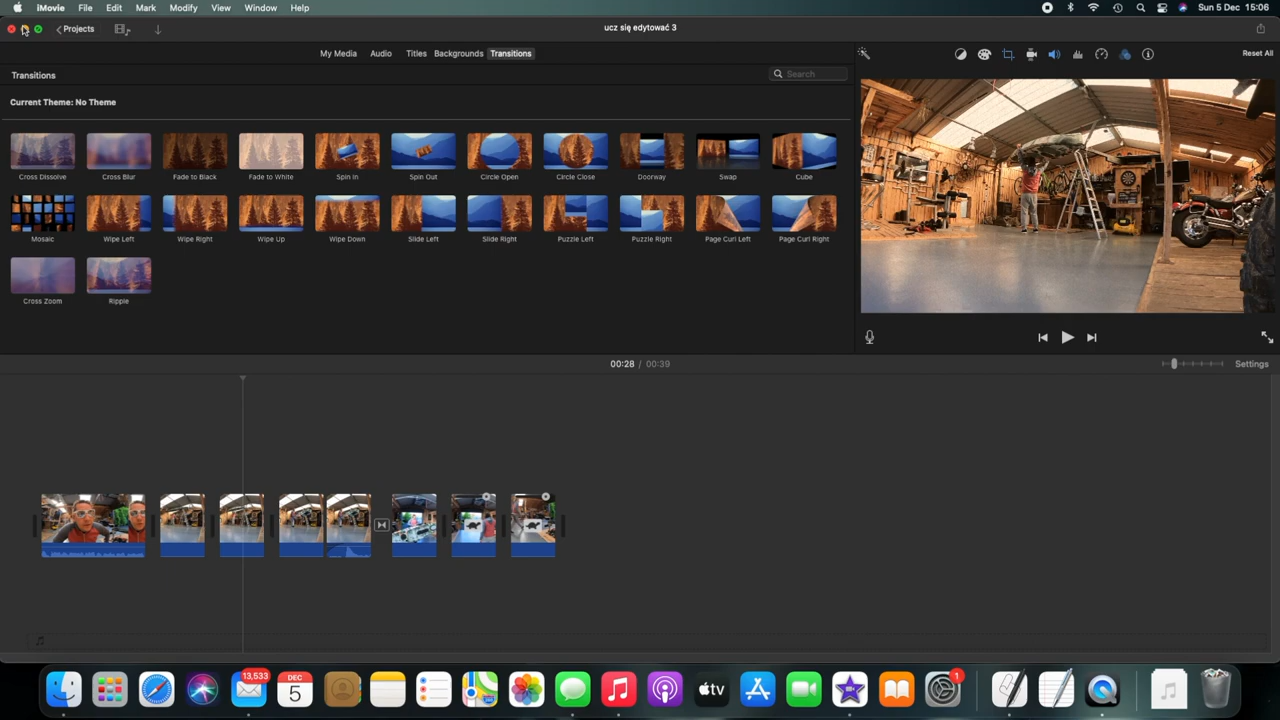 iMovie File Edit Mark Modify View Window Help Sun 5 Dec 15:06
Projects ucz się edytować 3
My Media Audio Titles Backgrounds Transitions Reset All
Transitions Search
Current Theme: No Theme
Cross Dissolve Cross Blur Fade to Black Fade to White Spin In Spin Out Circle Open Circle Close Doorway Swap Cube
Mosaic Wipe Left Wipe Right Wipe Up Wipe Down Slide Left Slide Right Puzzle Left Puzzle Right Page Curl Left Page Curl Right
Cross Zoom Ripple
00:28 / 00:39 Settings
13,533 DEC 5 tv 1